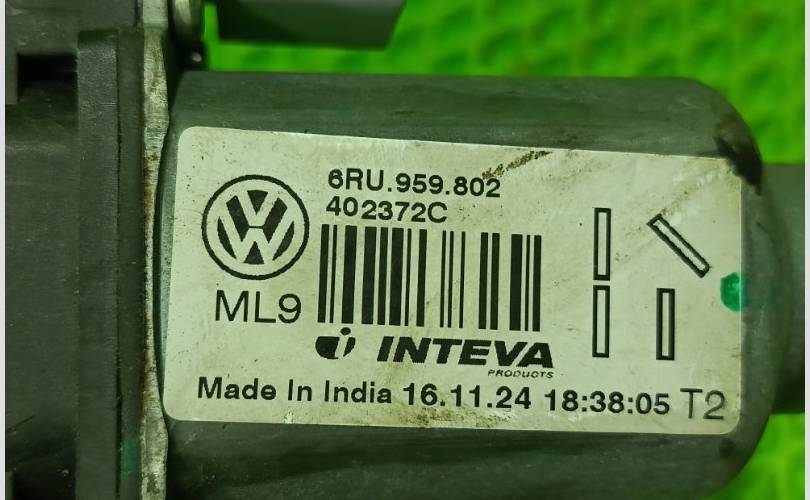 6RU.959.802
402372C
ML9
INTEVA
PRODUCTS
Made In India 16.11.24 18:38:05 T2